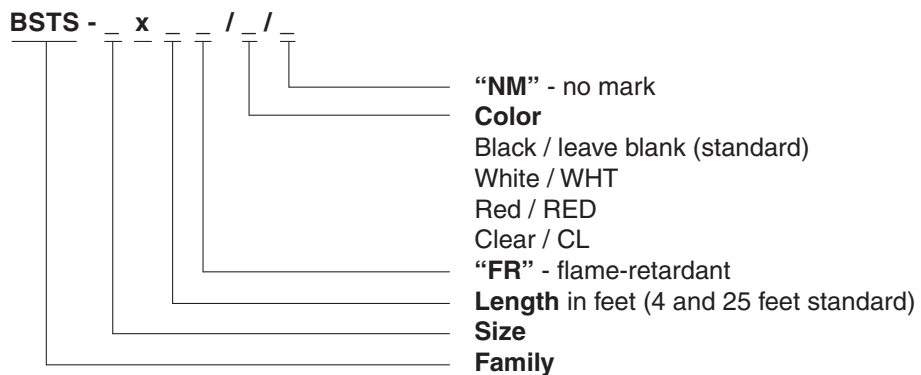 BSTS - _ x _ _ / _ / _
“NM” - no mark
Color
Black / leave blank (standard)
White / WHT
Red / RED
Clear / CL
“FR” - flame-retardant
Length in feet (4 and 25 feet standard)
Size
Family